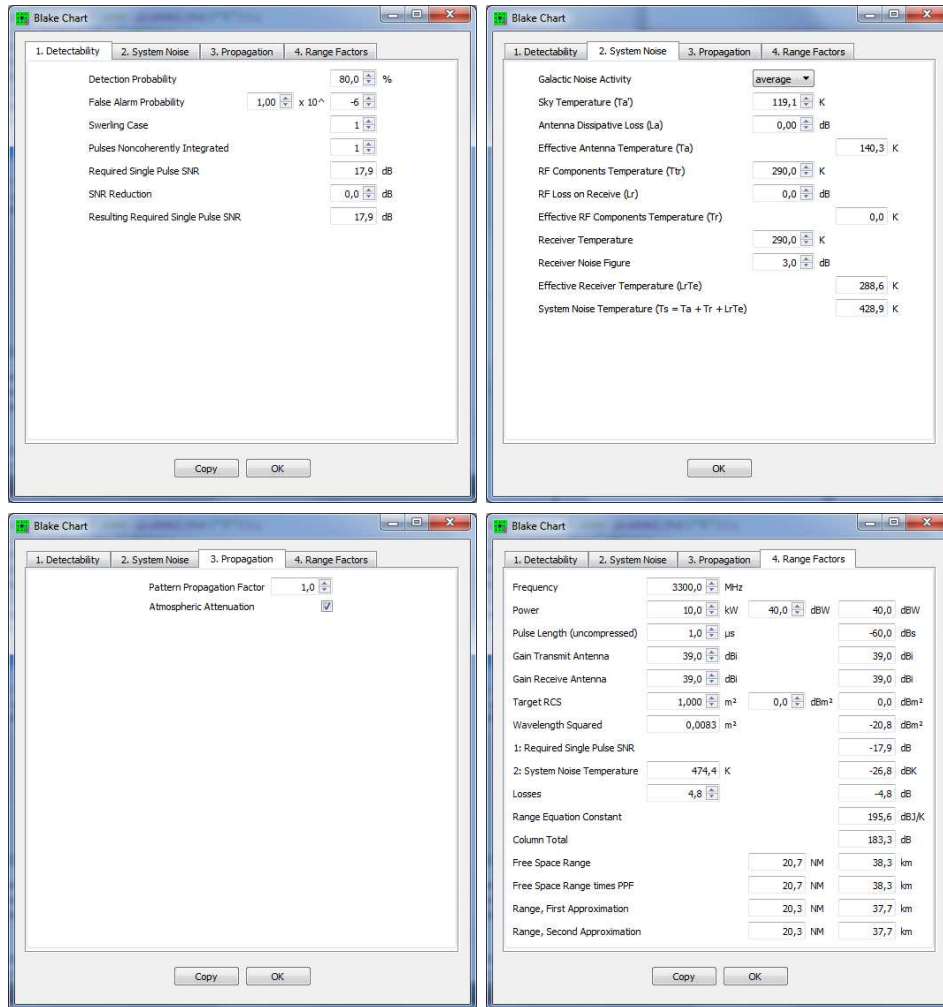 Blake Chart
1. Detectability 2. System Noise 3. Propagation 4. Range Factors
Detection Probability 80,0 %
False Alarm Probability 1,00 x 10^ -6
Swerling Case 1
Pulses Noncoherently Integrated 1
Required Single Pulse SNR 17,9 dB
SNR Reduction 0,0 dB
Resulting Required Single Pulse SNR 17,9 dB
Copy OK
Blake Chart
1. Detectability 2. System Noise 3. Propagation 4. Range Factors
Galactic Noise Activity average
Sky Temperature (Ta') 119,1 K
Antenna Dissipative Loss (La) 0,00 dB
Effective Antenna Temperature (Ta) 140,3 K
RF Components Temperature (Ttr) 290,0 K
RF Loss on Receive (Lr) 0,0 dB
Effective RF Components Temperature (Tr) 0,0 K
Receiver Temperature 290,0 K
Receiver Noise Figure 3,0 dB
Effective Receiver Temperature (LrTe) 288,6 K
System Noise Temperature (Ts = Ta + Tr + LrTe) 428,9 K
OK
Blake Chart
1. Detectability 2. System Noise 3. Propagation 4. Range Factors
Pattern Propagation Factor 1,0
Atmospheric Attenuation
Copy OK
Blake Chart
1. Detectability 2. System Noise 3. Propagation 4. Range Factors
Frequency 3300,0 MHz
Power 10,0 kW 40,0 dBW 40,0 dBW
Pulse Length (uncompressed) 1,0 µs -60,0 dBs
Gain Transmit Antenna 39,0 dBi 39,0 dBi
Gain Receive Antenna 39,0 dBi 39,0 dBi
Target RCS 1,000 m² 0,0 dBm² 0,0 dBm²
Wavelength Squared 0,0083 m² -20,8 dBm²
1: Required Single Pulse SNR -17,9 dB
2: System Noise Temperature 474,4 K -26,8 dBK
Losses 4,8 -4,8 dB
Range Equation Constant 195,6 dBJ/K
Column Total 183,3 dB
Free Space Range 20,7 NM 38,3 km
Free Space Range times PPF 20,7 NM 38,3 km
Range, First Approximation 20,3 NM 37,7 km
Range, Second Approximation 20,3 NM 37,7 km
Copy OK